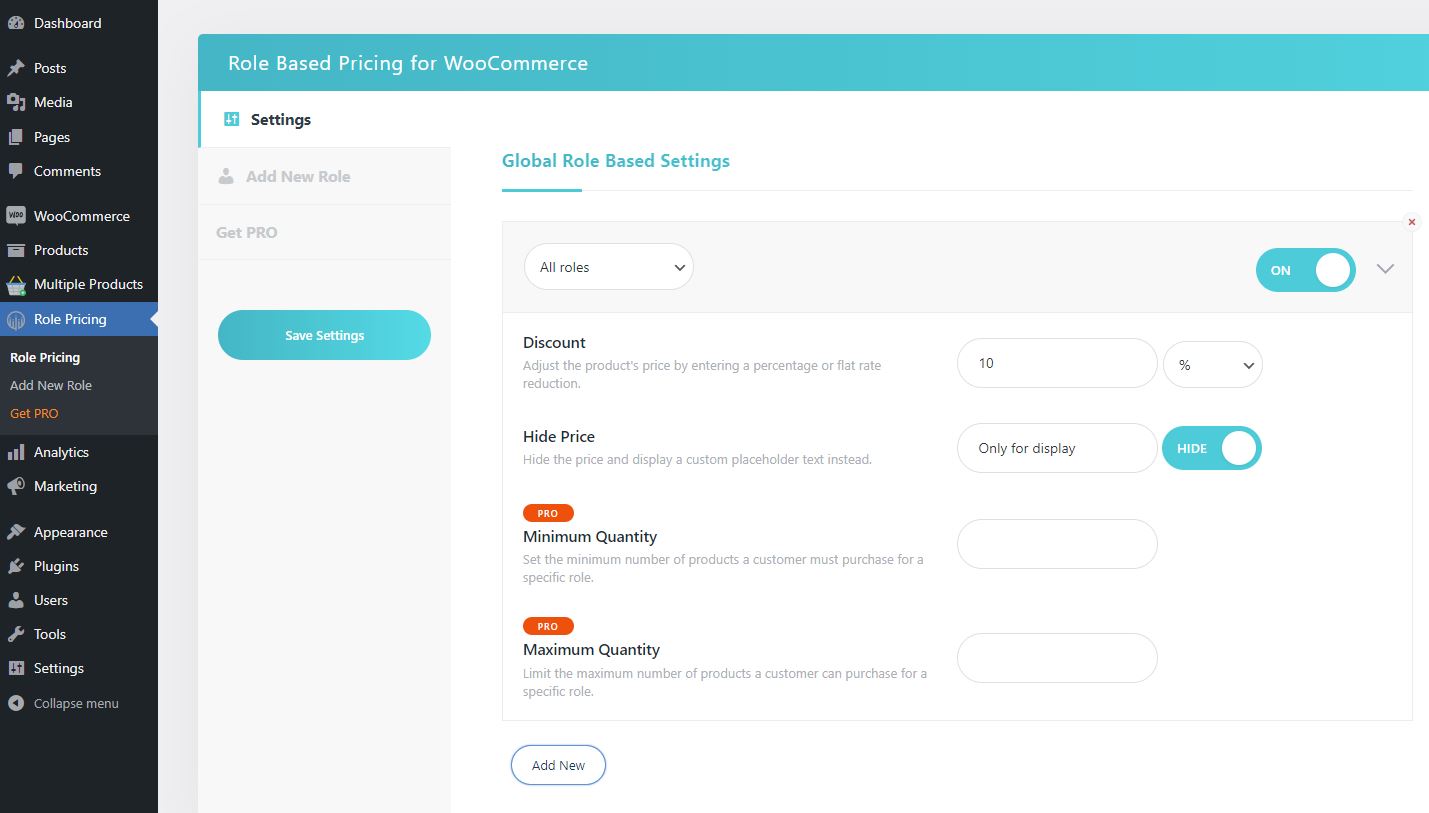 Dashboard
Posts
Media
Pages
Comments
WOO WooCommerce
Products
Multiple Products
Role Pricing
Role Pricing
Add New Role
Get PRO
Analytics
Marketing
Appearance
Plugins
Users
Tools
Settings
Collapse menu
Role Based Pricing for WooCommerce
Settings
Add New Role
Get PRO
Save Settings
Global Role Based Settings
All roles
ON
Discount
Adjust the product's price by entering a percentage or flat rate
reduction.
10
%
Hide Price
Hide the price and display a custom placeholder text instead.
Only for display
HIDE
PRO
Minimum Quantity
Set the minimum number of products a customer must purchase for a
specific role.
PRO
Maximum Quantity
Limit the maximum number of products a customer can purchase for a
specific role.
Add New